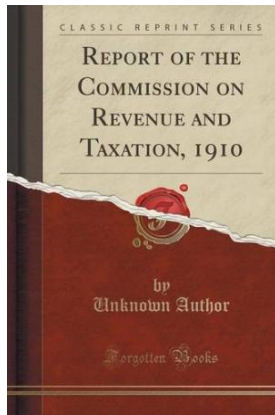 CLASSIC REPRINT SERIES
REPORT OF THE
COMMISSION ON
REVENUE AND
TAXATION, 1910
by
Unknown Author
Forgotten Books